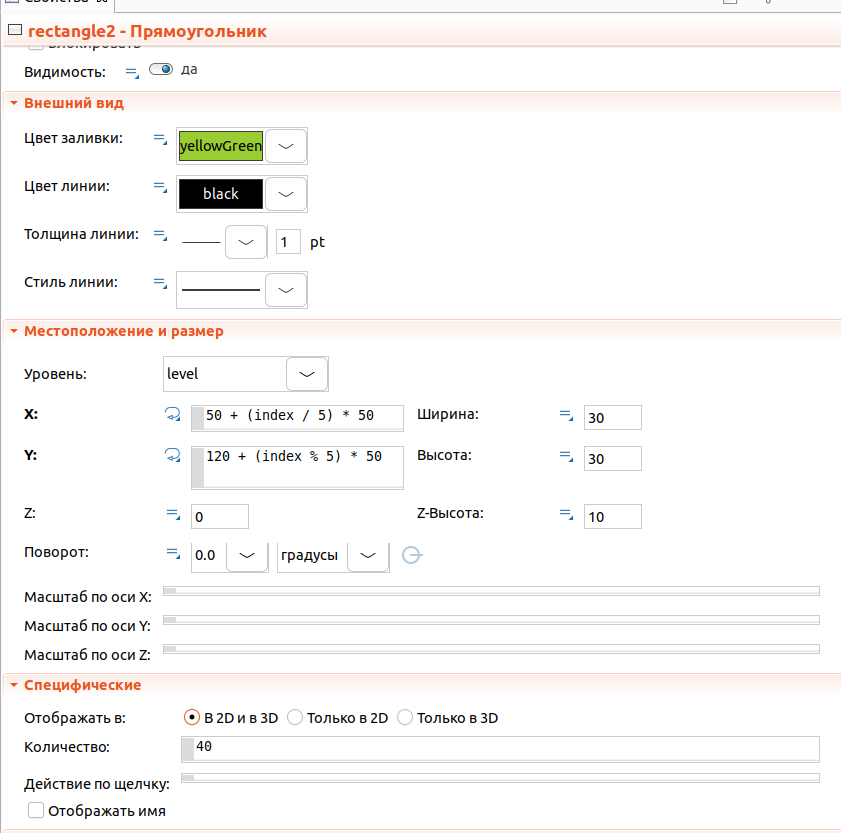 Свойства
rectangle2 - Прямоугольник
Блокировать
Видимость: да
Внешний вид
Цвет заливки: yellowGreen
Цвет линии: black
Толщина линии: 1 pt
Стиль линии:
Местоположение и размер
Уровень: level
X: 50 + (index / 5) * 50 Ширина: 30
Y: 120 + (index % 5) * 50 Высота: 30
Z: 0 Z-Высота: 10
Поворот: 0.0 градусы
Масштаб по оси X:
Масштаб по оси Y:
Масштаб по оси Z:
Специфические
Отображать в: В 2D и в 3D Только в 2D Только в 3D
Количество: 40
Действие по щелчку:
Отображать имя